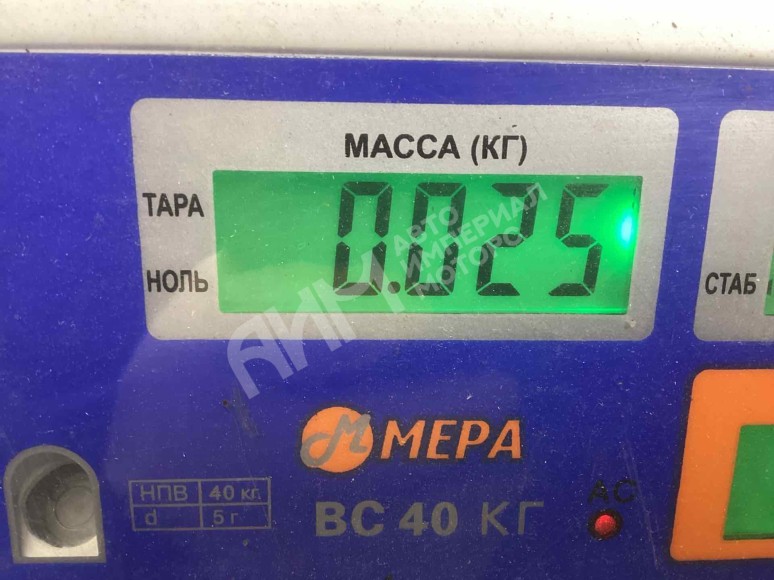 МАССА (КГ)
ТАРА
0.025
НОЛЬ
СТАБ
АИМ АВТО
ИМПЕРИАЛ
МОТОРС
М МЕРА
НПВ 40 кг.
d 5 г
ВС 40 КГ
AC